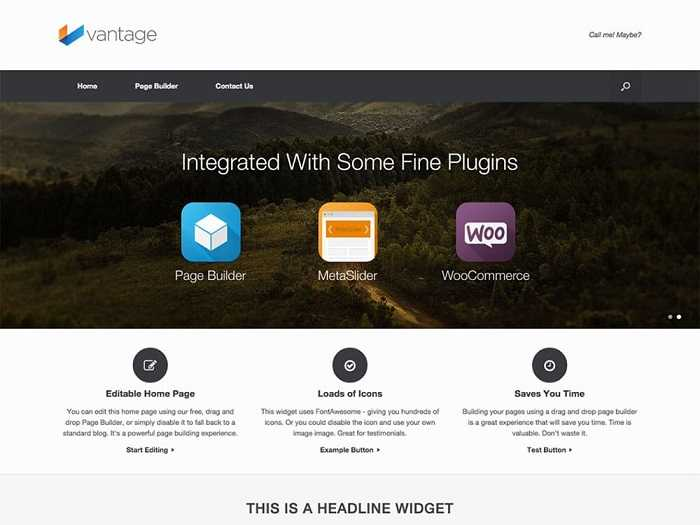 vantage
Call me! Maybe?
Home
Page Builder
Contact Us
Integrated With Some Fine Plugins
WOO
Page Builder
MetaSlider
WooCommerce
Editable Home Page
You can edit this home page using our free, drag and
drop Page Builder, or simply disable it to fall back to a
standard blog. It's a powerful page building experience.
Start Editing
Loads of Icons
This widget uses FontAwesome - giving you hundreds of
icons. Or you could disable the icon and use your own
image image. Great for testimonials.
Example Button
Saves You Time
Building your pages using a drag and drop page builder
is a great experience that will save you time. Time is
valuable. Don't waste it.
Test Button
THIS IS A HEADLINE WIDGET